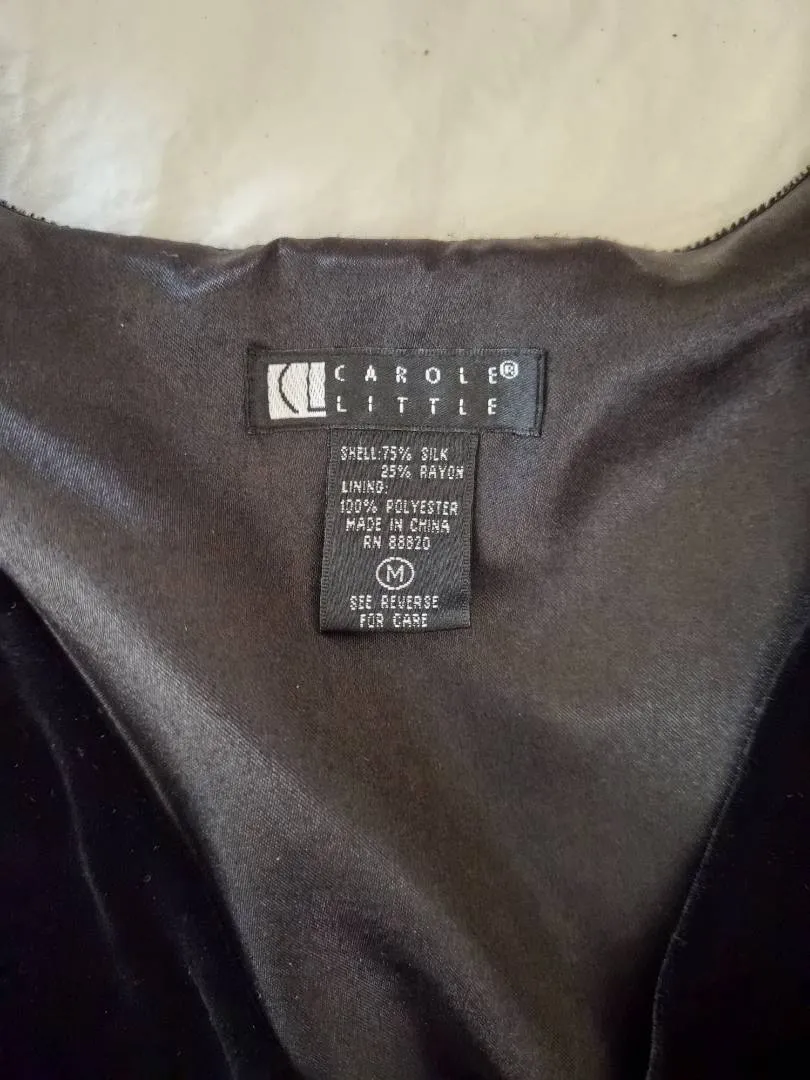 CL CAROLE®
LITTLE
SHELL:75% SILK
25% RAYON
LINING:
100% POLYESTER
MADE IN CHINA
RN 88820
M
SEE REVERSE
FOR CARE